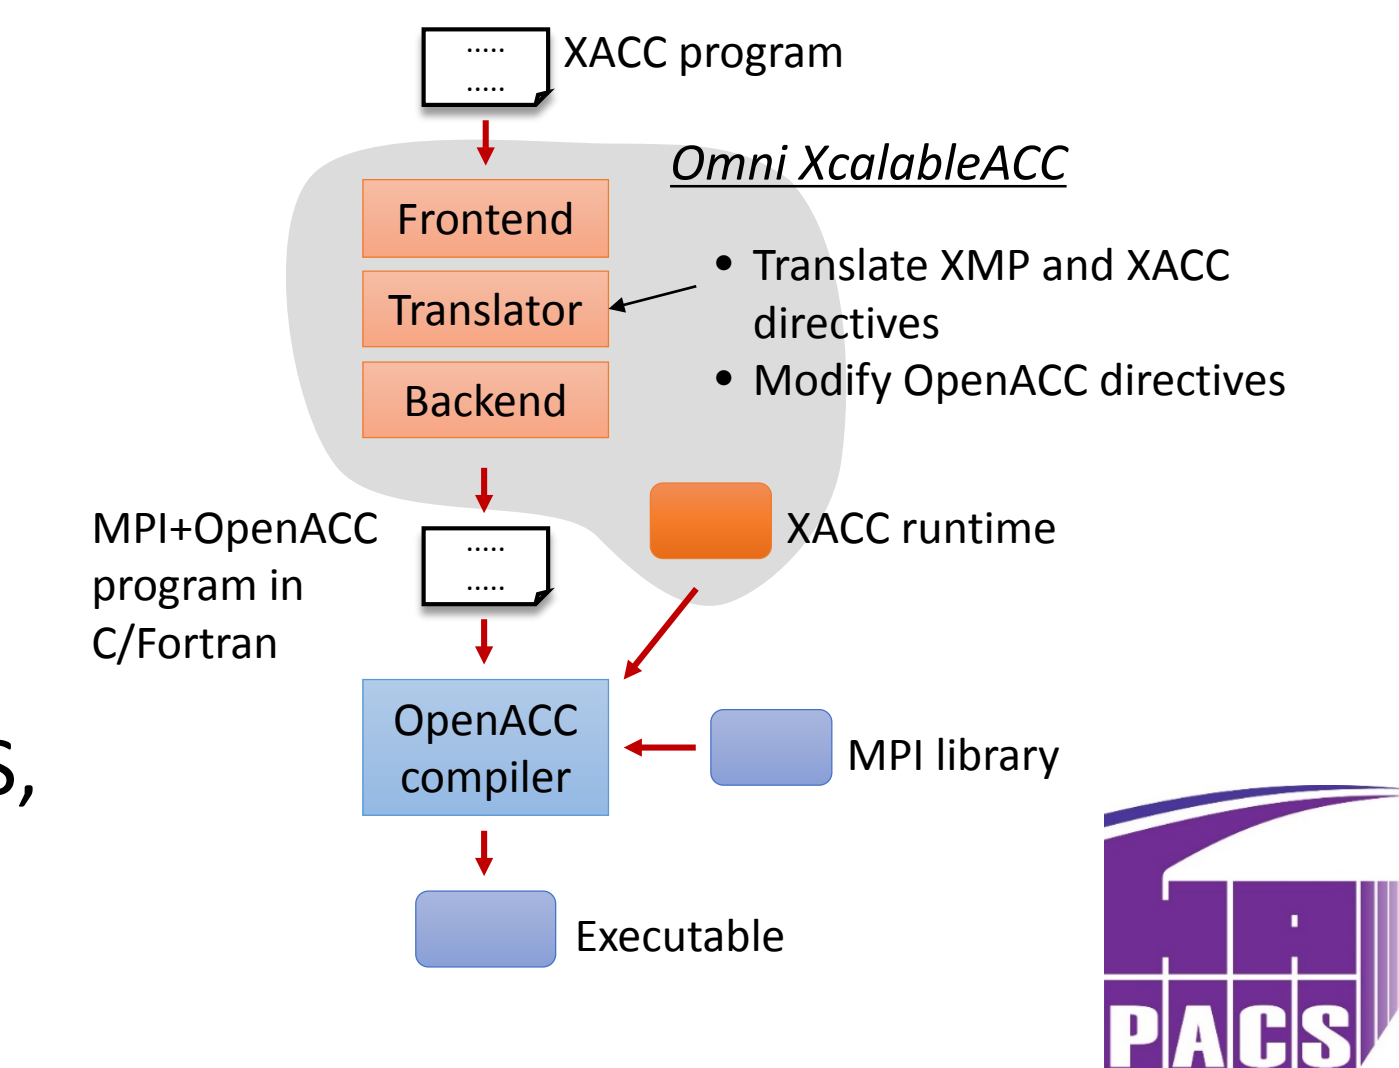 .....
.....
XACC program
Omni XcalableACC
Frontend
Translator
Backend
• Translate XMP and XACC
directives
• Modify OpenACC directives
MPI+OpenACC
program in
C/Fortran
.....
.....
XACC runtime
OpenACC
compiler
MPI library
S,
Executable
HA
PACS